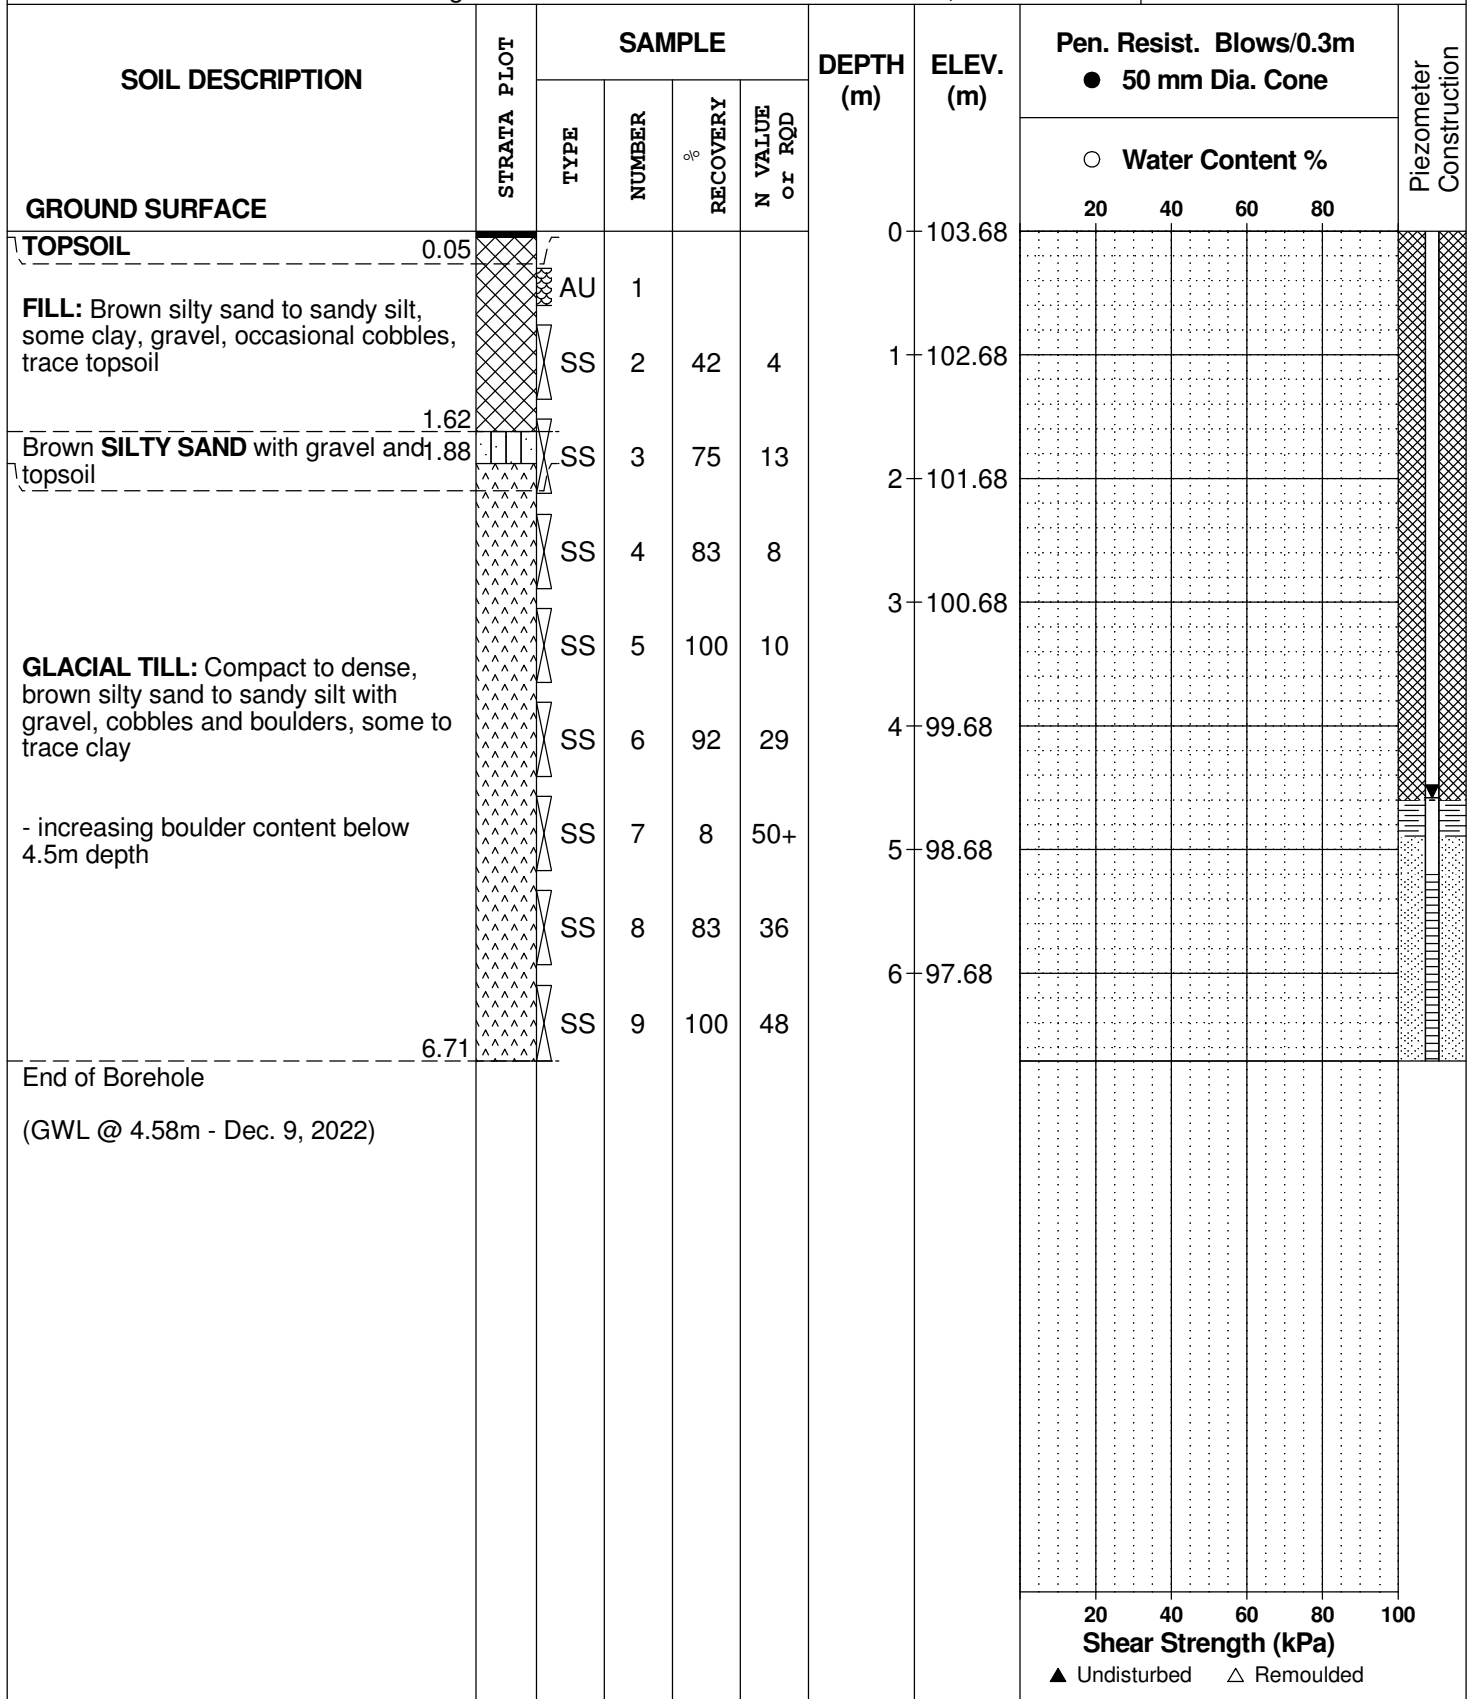 SOIL DESCRIPTION
GROUND SURFACE
STRATA PLOT
SAMPLE
TYPE
NUMBER
% RECOVERY
N VALUE or RQD
DEPTH (m)
ELEV. (m)
Pen. Resist. Blows/0.3m
● 50 mm Dia. Cone
○ Water Content %
20 40 60 80
Piezometer Construction
TOPSOIL 0.05
FILL: Brown silty sand to sandy silt,
some clay, gravel, occasional cobbles,
trace topsoil
1.62
Brown SILTY SAND with gravel and 1.88
topsoil
GLACIAL TILL: Compact to dense,
brown silty sand to sandy silt with
gravel, cobbles and boulders, some to
trace clay
- increasing boulder content below
4.5m depth
6.71
End of Borehole
(GWL @ 4.58m - Dec. 9, 2022)
AU 1
SS 2 42 4
SS 3 75 13
SS 4 83 8
SS 5 100 10
SS 6 92 29
SS 7 8 50+
SS 8 83 36
SS 9 100 48
0 103.68
1 102.68
2 101.68
3 100.68
4 99.68
5 98.68
6 97.68
20 40 60 80 100
Shear Strength (kPa)
▲ Undisturbed △ Remoulded